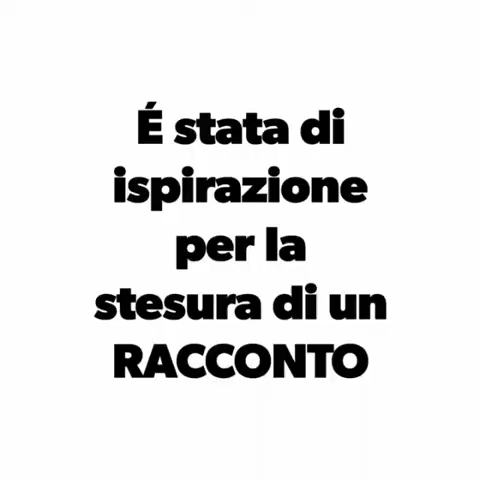 É stata di
ispirazione
per la
stesura di un
RACCONTO